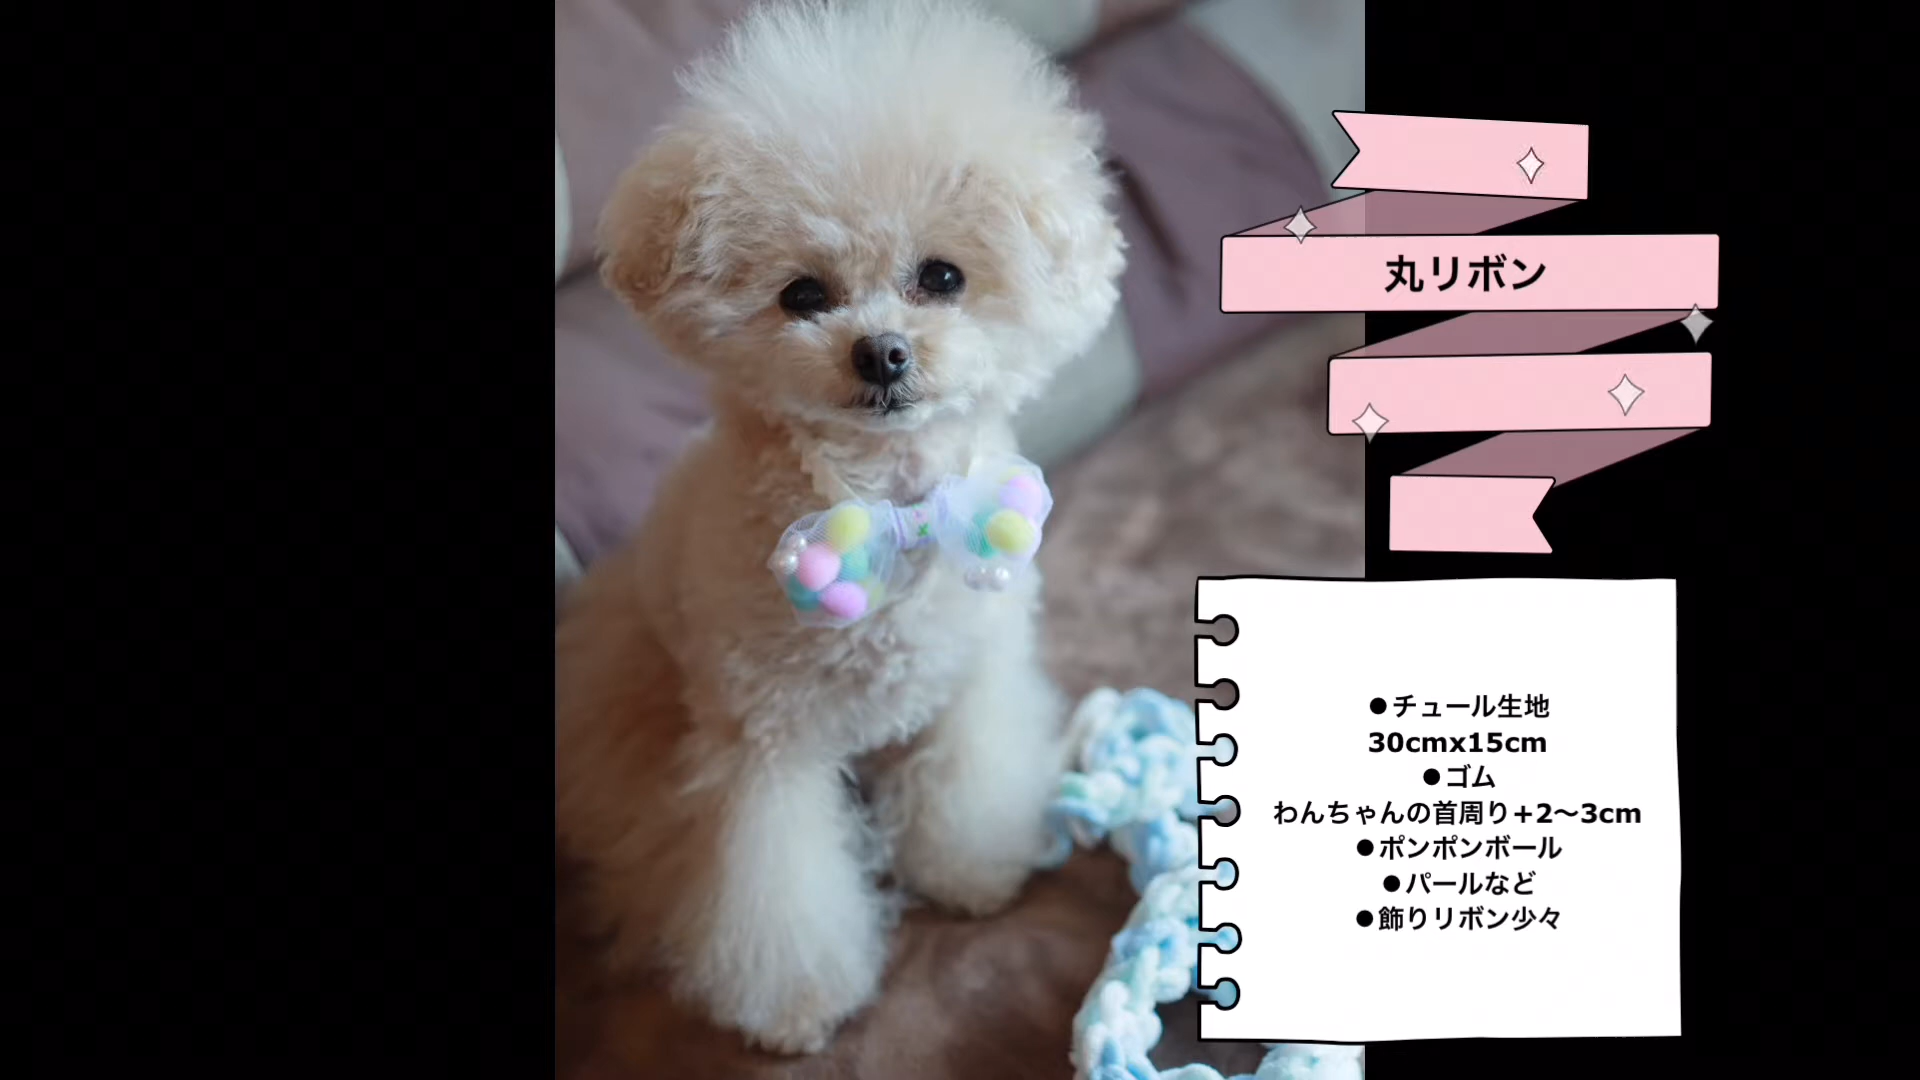 丸リボン
●チュール生地
30cmx15cm
●ゴム
わんちゃんの首周り+2〜3cm
●ポンポンボール
●パールなど
●飾りリボン少々